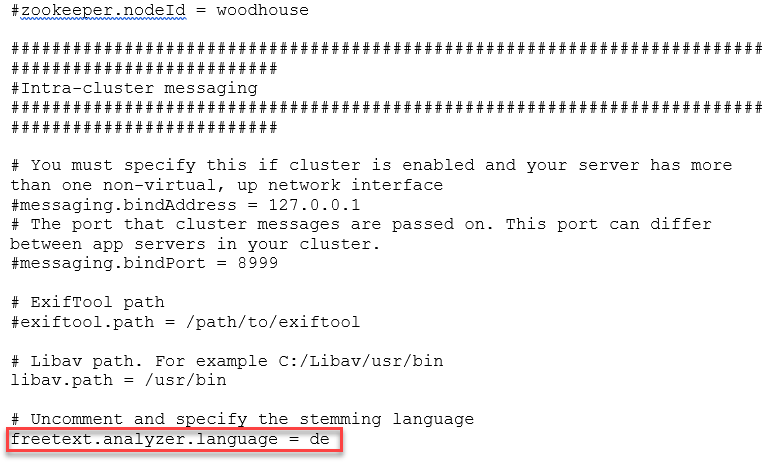 #zookeeper.nodeId = woodhouse
#########################################################################
##########################
#Intra-cluster messaging
#########################################################################
##########################
# You must specify this if cluster is enabled and your server has more
than one non-virtual, up network interface
#messaging.bindAddress = 127.0.0.1
# The port that cluster messages are passed on. This port can differ
between app servers in your cluster.
#messaging.bindPort = 8999
# ExifTool path
#exiftool.path = /path/to/exiftool
# Libav path. For example C:/Libav/usr/bin
libav.path = /usr/bin
# Uncomment and specify the stemming language
freetext.analyzer.language = de